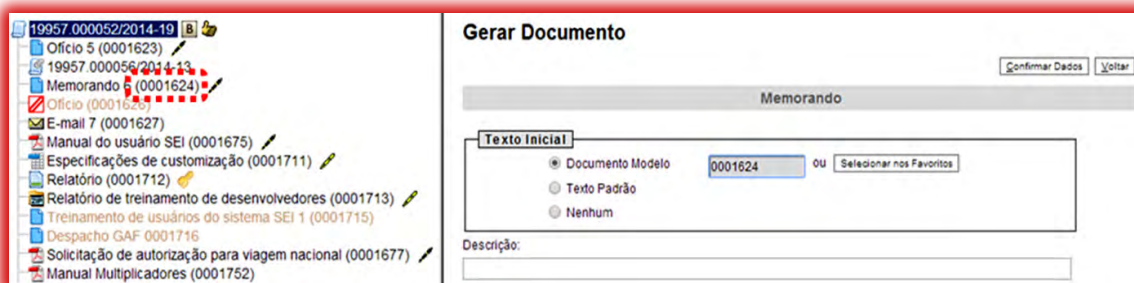 19957.000052/2014-19 B
Ofício 5 (0001623)
19957.000056/2014-13
Memorando 6 (0001624)
Ofício (0001626)
E-mail 7 (0001627)
Manual do usuário SEI (0001675)
Especificações de customização (0001711)
Relatório (0001712)
Relatório de treinamento de desenvolvedores (0001713)
Treinamento de usuários do sistema SEI 1 (0001715)
Despacho GAF 0001716
Solicitação de autorização para viagem nacional (0001677)
Manual Multiplicadores (0001752)
Gerar Documento
Confirmar Dados Voltar
Memorando
Texto Inicial
Documento Modelo 0001624 ou Selecionar nos Favoritos
Texto Padrão
Nenhum
Descrição: